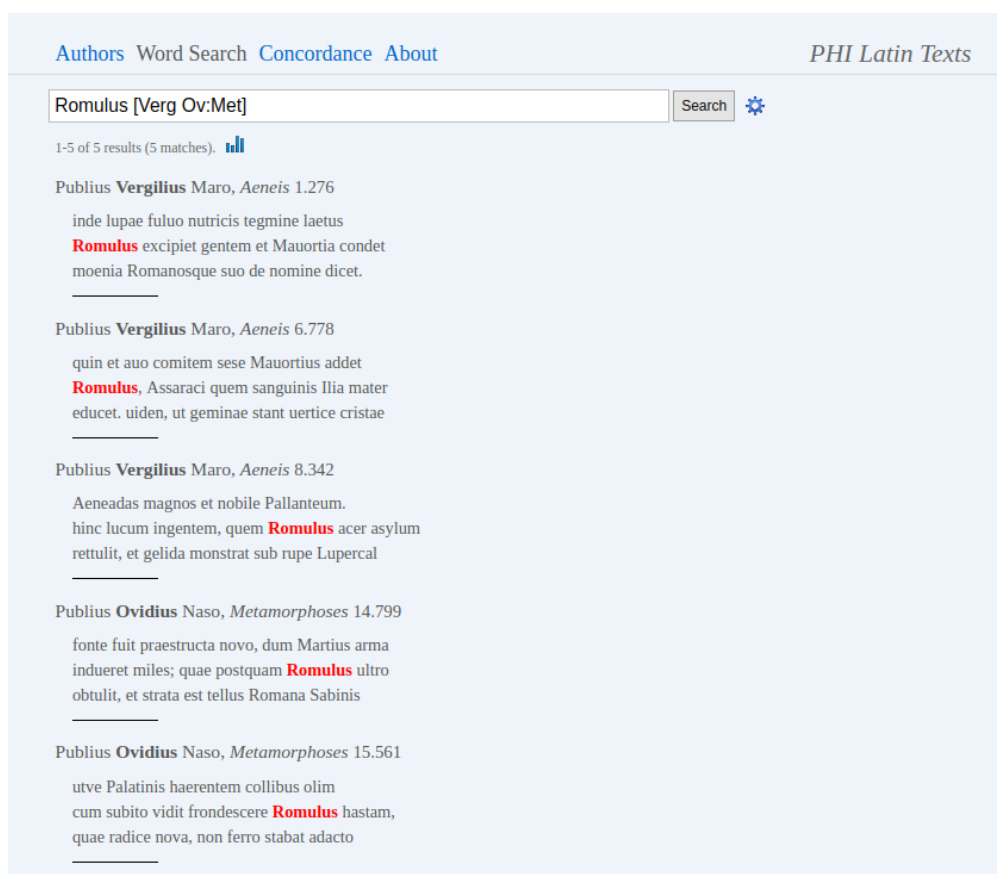 Authors Word Search Concordance About PHI Latin Texts
Romulus [Verg Ov:Met] Search
1-5 of 5 results (5 matches).
Publius Vergilius Maro, Aeneis 1.276
inde lupae fuluo nutricis tegmine laetus
Romulus excipiet gentem et Mauortia condet
moenia Romanosque suo de nomine dicet.
Publius Vergilius Maro, Aeneis 6.778
quin et auo comitem sese Mauortius addet
Romulus, Assaraci quem sanguinis Ilia mater
educet. uiden, ut geminae stant uertice cristae
Publius Vergilius Maro, Aeneis 8.342
Aeneadas magnos et nobile Pallanteum.
hinc lucum ingentem, quem Romulus acer asylum
rettulit, et gelida monstrat sub rupe Lupercal
Publius Ovidius Naso, Metamorphoses 14.799
fonte fuit praestructa novo, dum Martius arma
indueret miles; quae postquam Romulus ultro
obtulit, et strata est tellus Romana Sabinis
Publius Ovidius Naso, Metamorphoses 15.561
utve Palatinis haerentem collibus olim
cum subito vidit frondescere Romulus hastam,
quae radice nova, non ferro stabat adacto